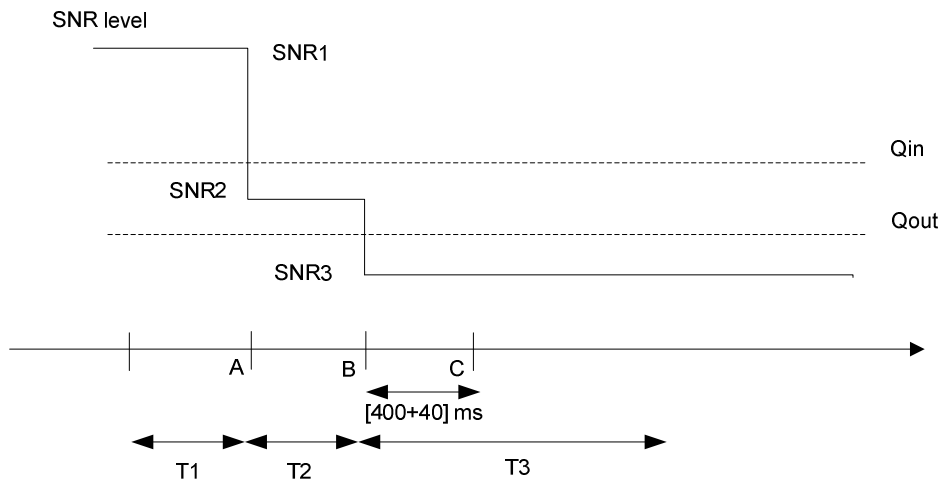 SNR level
SNR1
Qin
SNR2
Qout
SNR3
A
B
C
[400+40] ms
T1
T2
T3